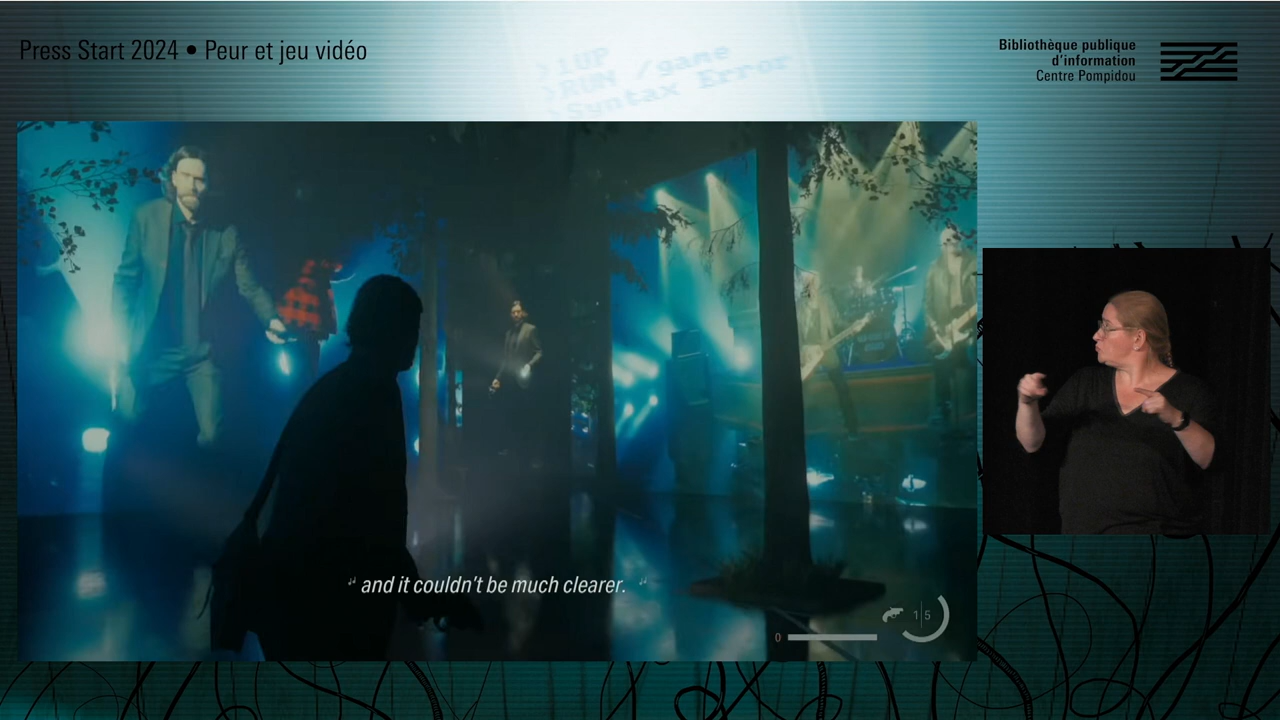 Press Start 2024 • Peur et jeu vidéo
Bibliothèque publique
d'information
Centre Pompidou
1UP
RUN /game
Syntax Error
♫ and it couldn't be much clearer. ♫
0
1|5